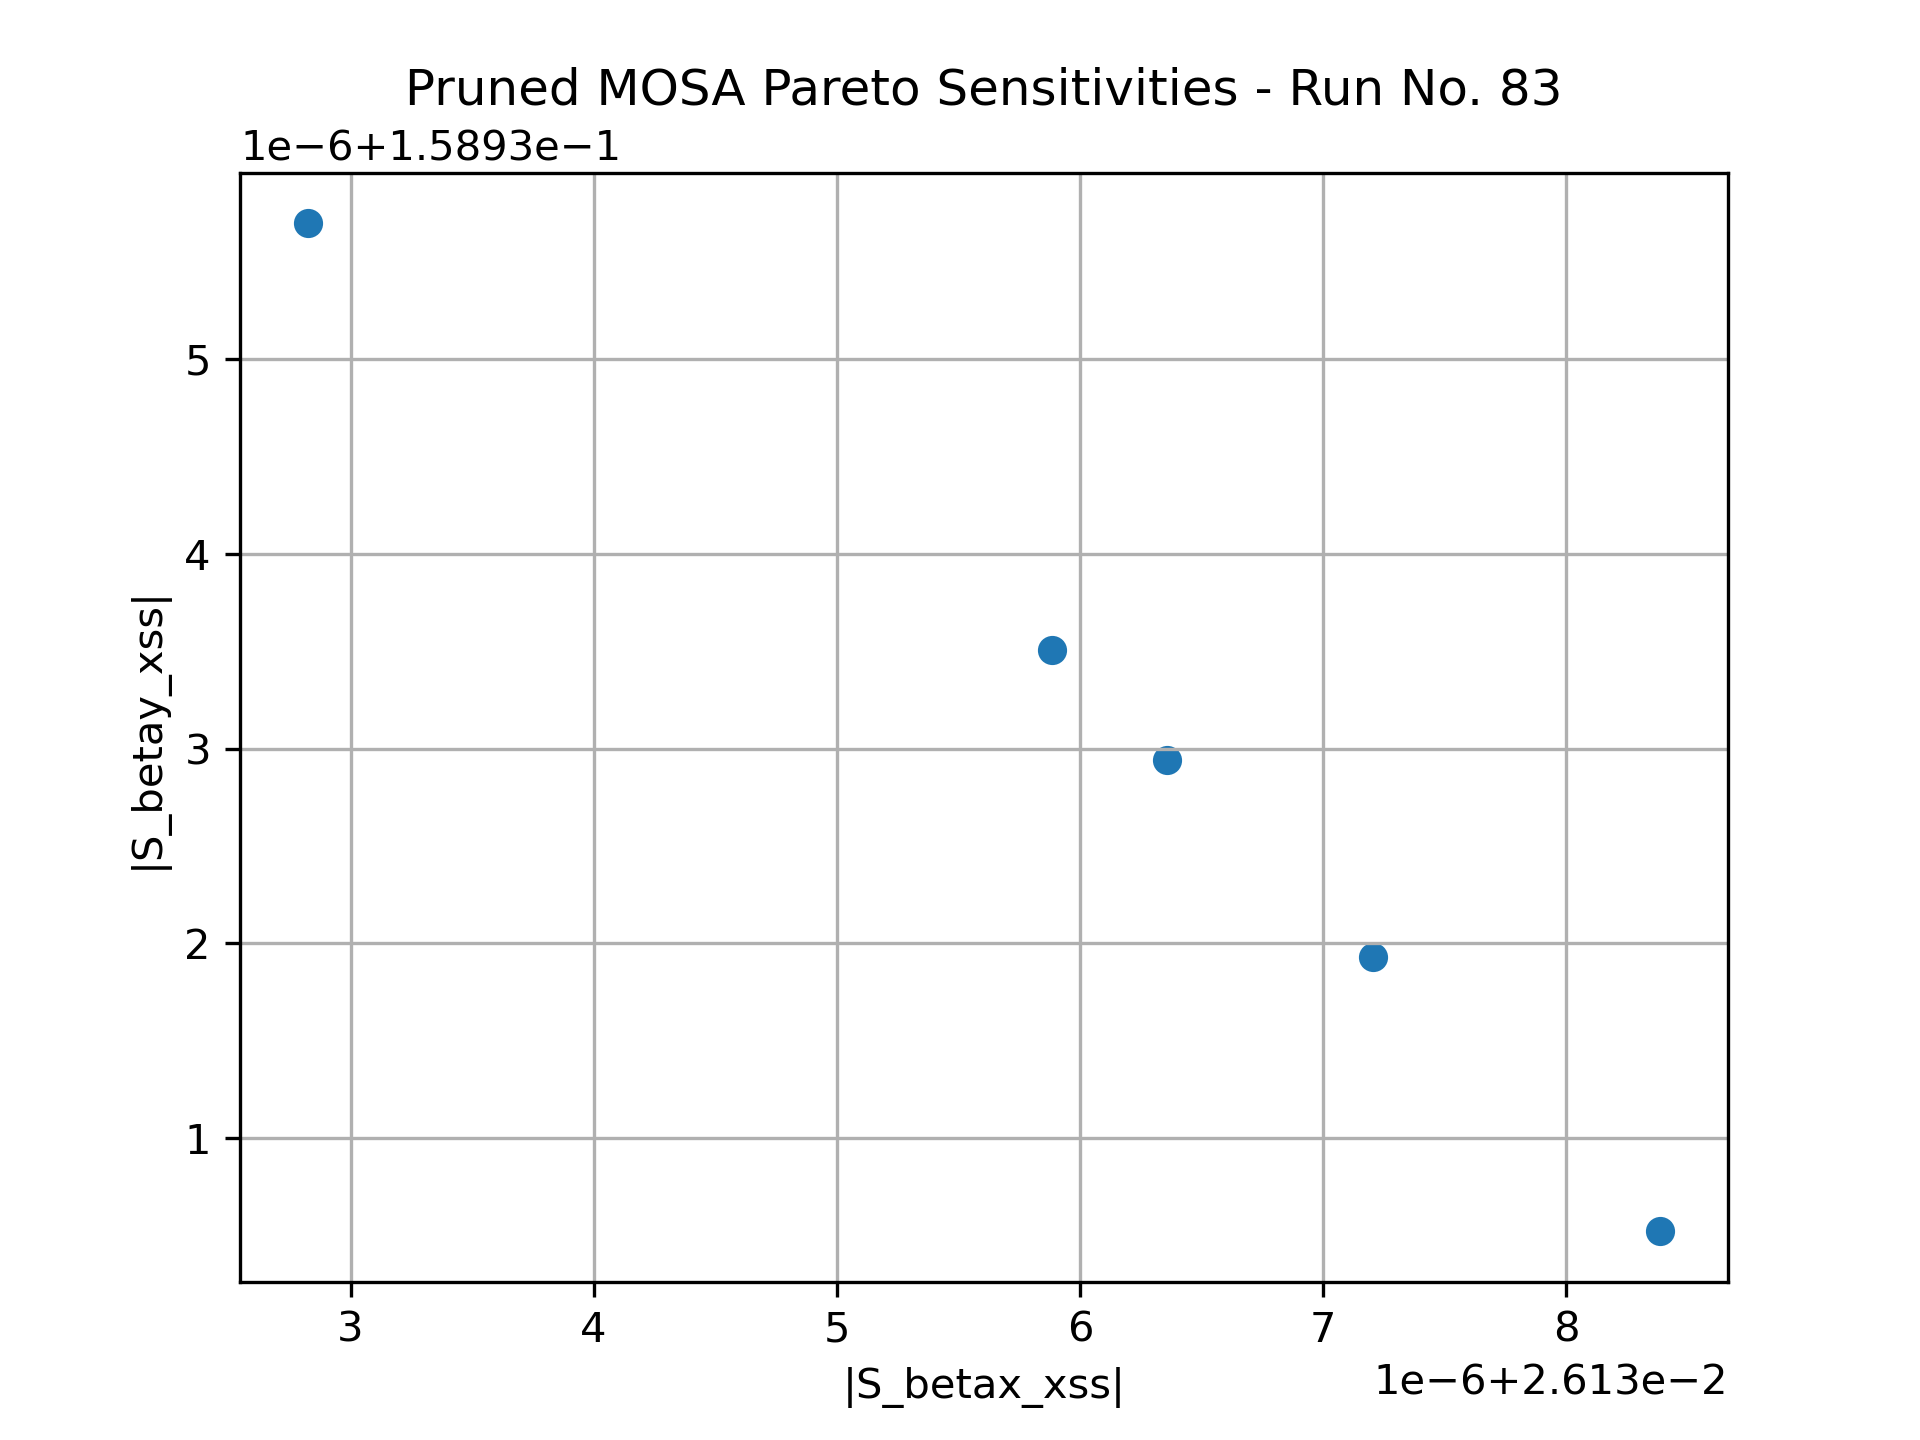 Pruned MOSA Pareto Sensitivities - Run No. 83
1e−6+1.5893e−1
5
4
3
2
1
|S_betay_xss|
3 4 5 6 7 8
|S_betax_xss|
1e−6+2.613e−2